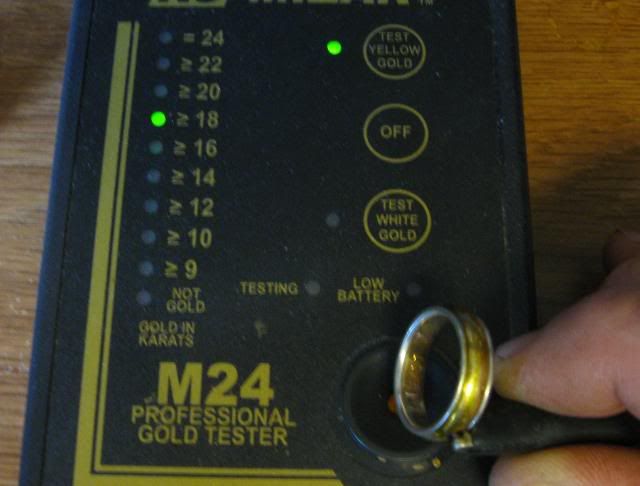 ™
= 24
≥ 22
≥ 20
≥ 18
≥ 16
≥ 14
≥ 12
≥ 10
≥ 9
NOT
GOLD
GOLD IN
KARATS
TEST
YELLOW
GOLD
OFF
TEST
WHITE
GOLD
TESTING
LOW
BATTERY
M24
PROFESSIONAL
GOLD TESTER